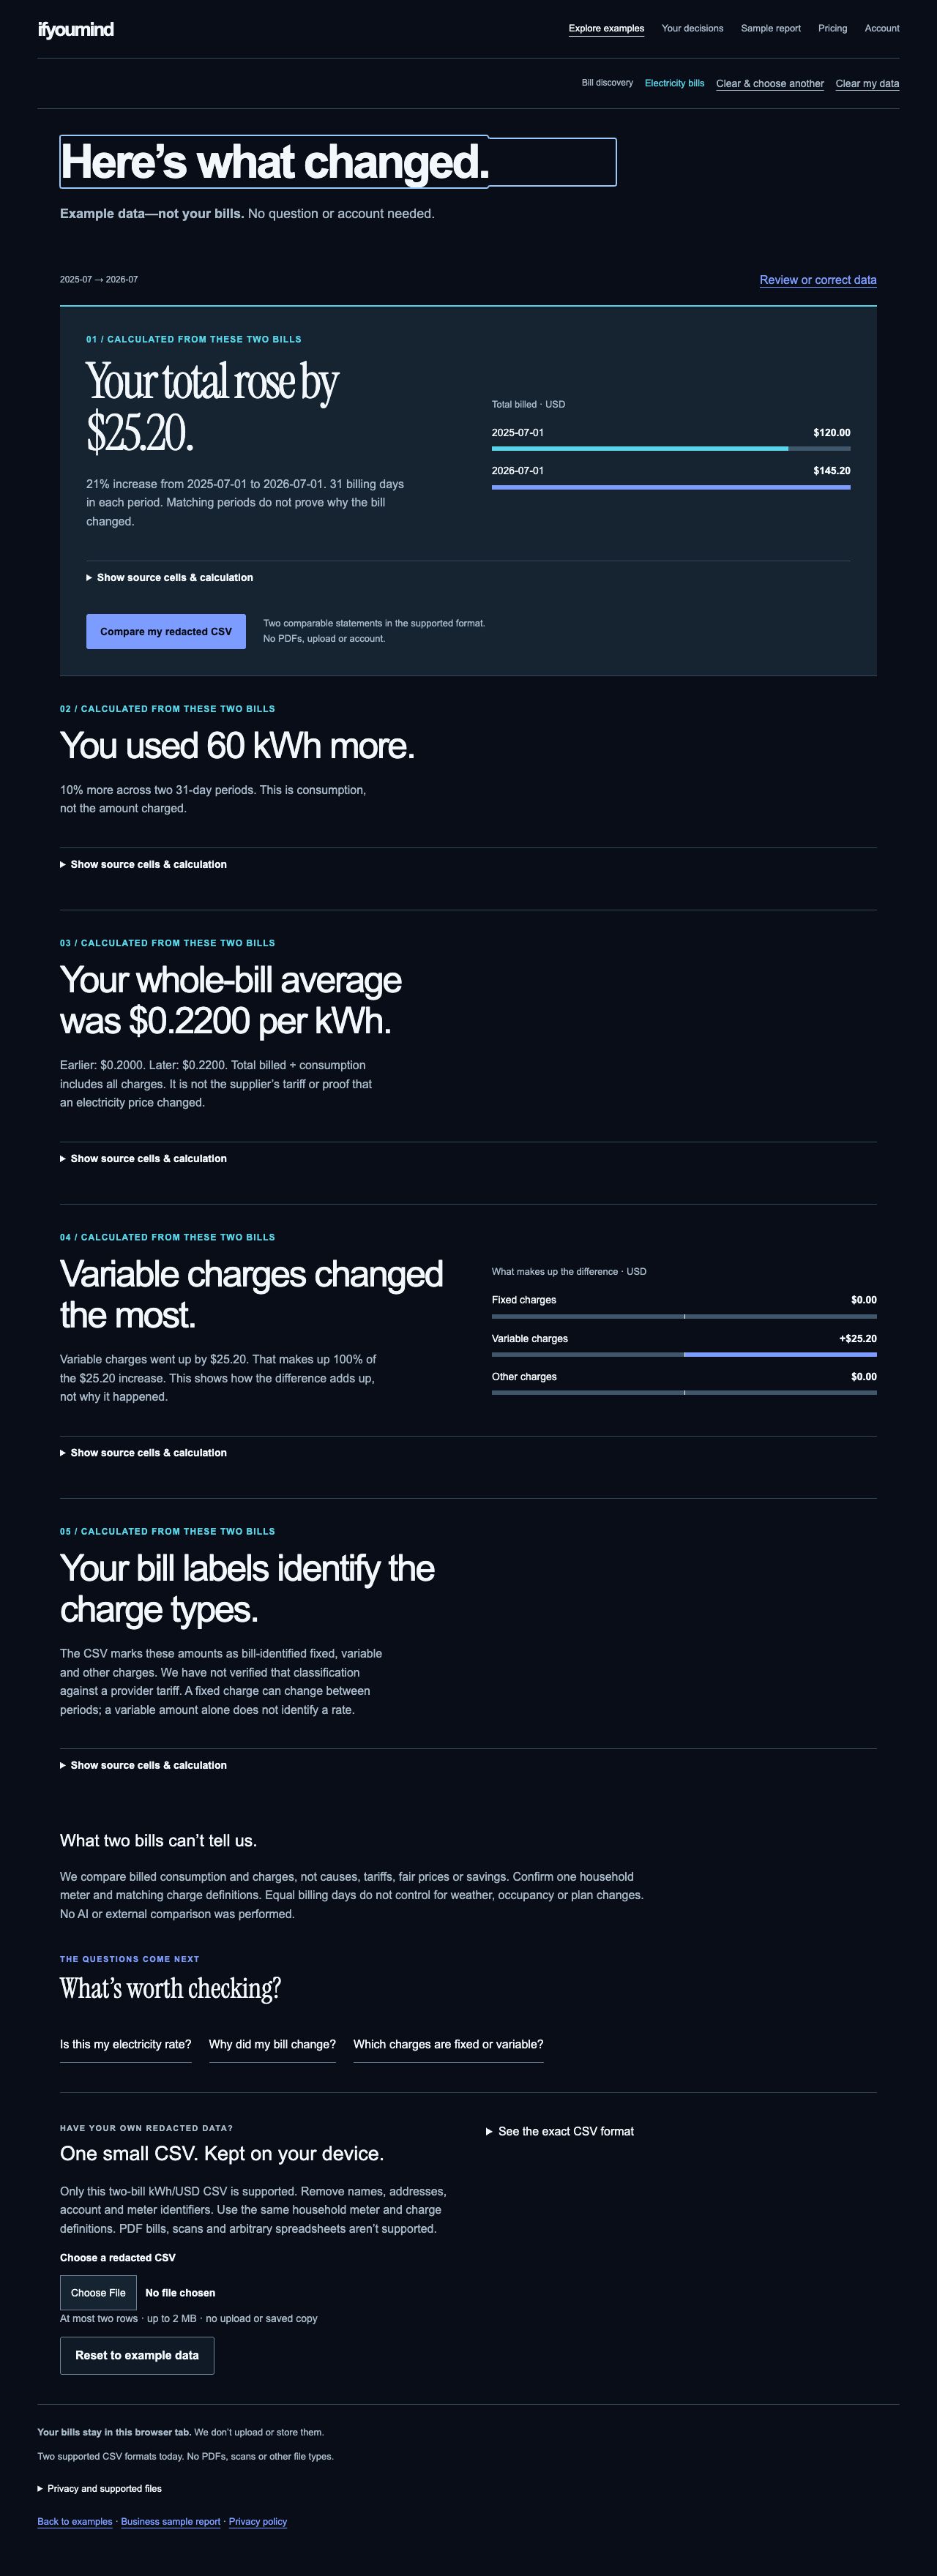 ifyoumind
Explore examples
Your decisions
Sample report
Pricing
Account
Bill discovery
Electricity bills
Clear & choose another
Clear my data
Here’s what changed.
Example data—not your bills. No question or account needed.
2025-07 → 2026-07
Review or correct data
01 / CALCULATED FROM THESE TWO BILLS
Your total rose by
$25.20.
21% increase from 2025-07-01 to 2026-07-01. 31 billing days
in each period. Matching periods do not prove why the bill
changed.
Total billed · USD
2025-07-01 $120.00
2026-07-01 $145.20
▶ Show source cells & calculation
Compare my redacted CSV
Two comparable statements in the supported format.
No PDFs, upload or account.
02 / CALCULATED FROM THESE TWO BILLS
You used 60 kWh more.
10% more across two 31-day periods. This is consumption,
not the amount charged.
▶ Show source cells & calculation
03 / CALCULATED FROM THESE TWO BILLS
Your whole-bill average
was $0.2200 per kWh.
Earlier: $0.2000. Later: $0.2200. Total billed ÷ consumption
includes all charges. It is not the supplier’s tariff or proof that
an electricity price changed.
▶ Show source cells & calculation
04 / CALCULATED FROM THESE TWO BILLS
Variable charges changed
the most.
Variable charges went up by $25.20. That makes up 100% of
the $25.20 increase. This shows how the difference adds up,
not why it happened.
What makes up the difference · USD
Fixed charges $0.00
Variable charges +$25.20
Other charges $0.00
▶ Show source cells & calculation
05 / CALCULATED FROM THESE TWO BILLS
Your bill labels identify the
charge types.
The CSV marks these amounts as bill-identified fixed, variable
and other charges. We have not verified that classification
against a provider tariff. A fixed charge can change between
periods; a variable amount alone does not identify a rate.
▶ Show source cells & calculation
What two bills can’t tell us.
We compare billed consumption and charges, not causes, tariffs, fair prices or savings. Confirm one household
meter and matching charge definitions. Equal billing days do not control for weather, occupancy or plan changes.
No AI or external comparison was performed.
THE QUESTIONS COME NEXT
What’s worth checking?
Is this my electricity rate?
Why did my bill change?
Which charges are fixed or variable?
HAVE YOUR OWN REDACTED DATA?
One small CSV. Kept on your device.
Only this two-bill kWh/USD CSV is supported. Remove names, addresses,
account and meter identifiers. Use the same household meter and charge
definitions. PDF bills, scans and arbitrary spreadsheets aren’t supported.
▶ See the exact CSV format
Choose a redacted CSV
Choose File No file chosen
At most two rows · up to 2 MB · no upload or saved copy
Reset to example data
Your bills stay in this browser tab. We don’t upload or store them.
Two supported CSV formats today. No PDFs, scans or other file types.
▶ Privacy and supported files
Back to examples · Business sample report · Privacy policy